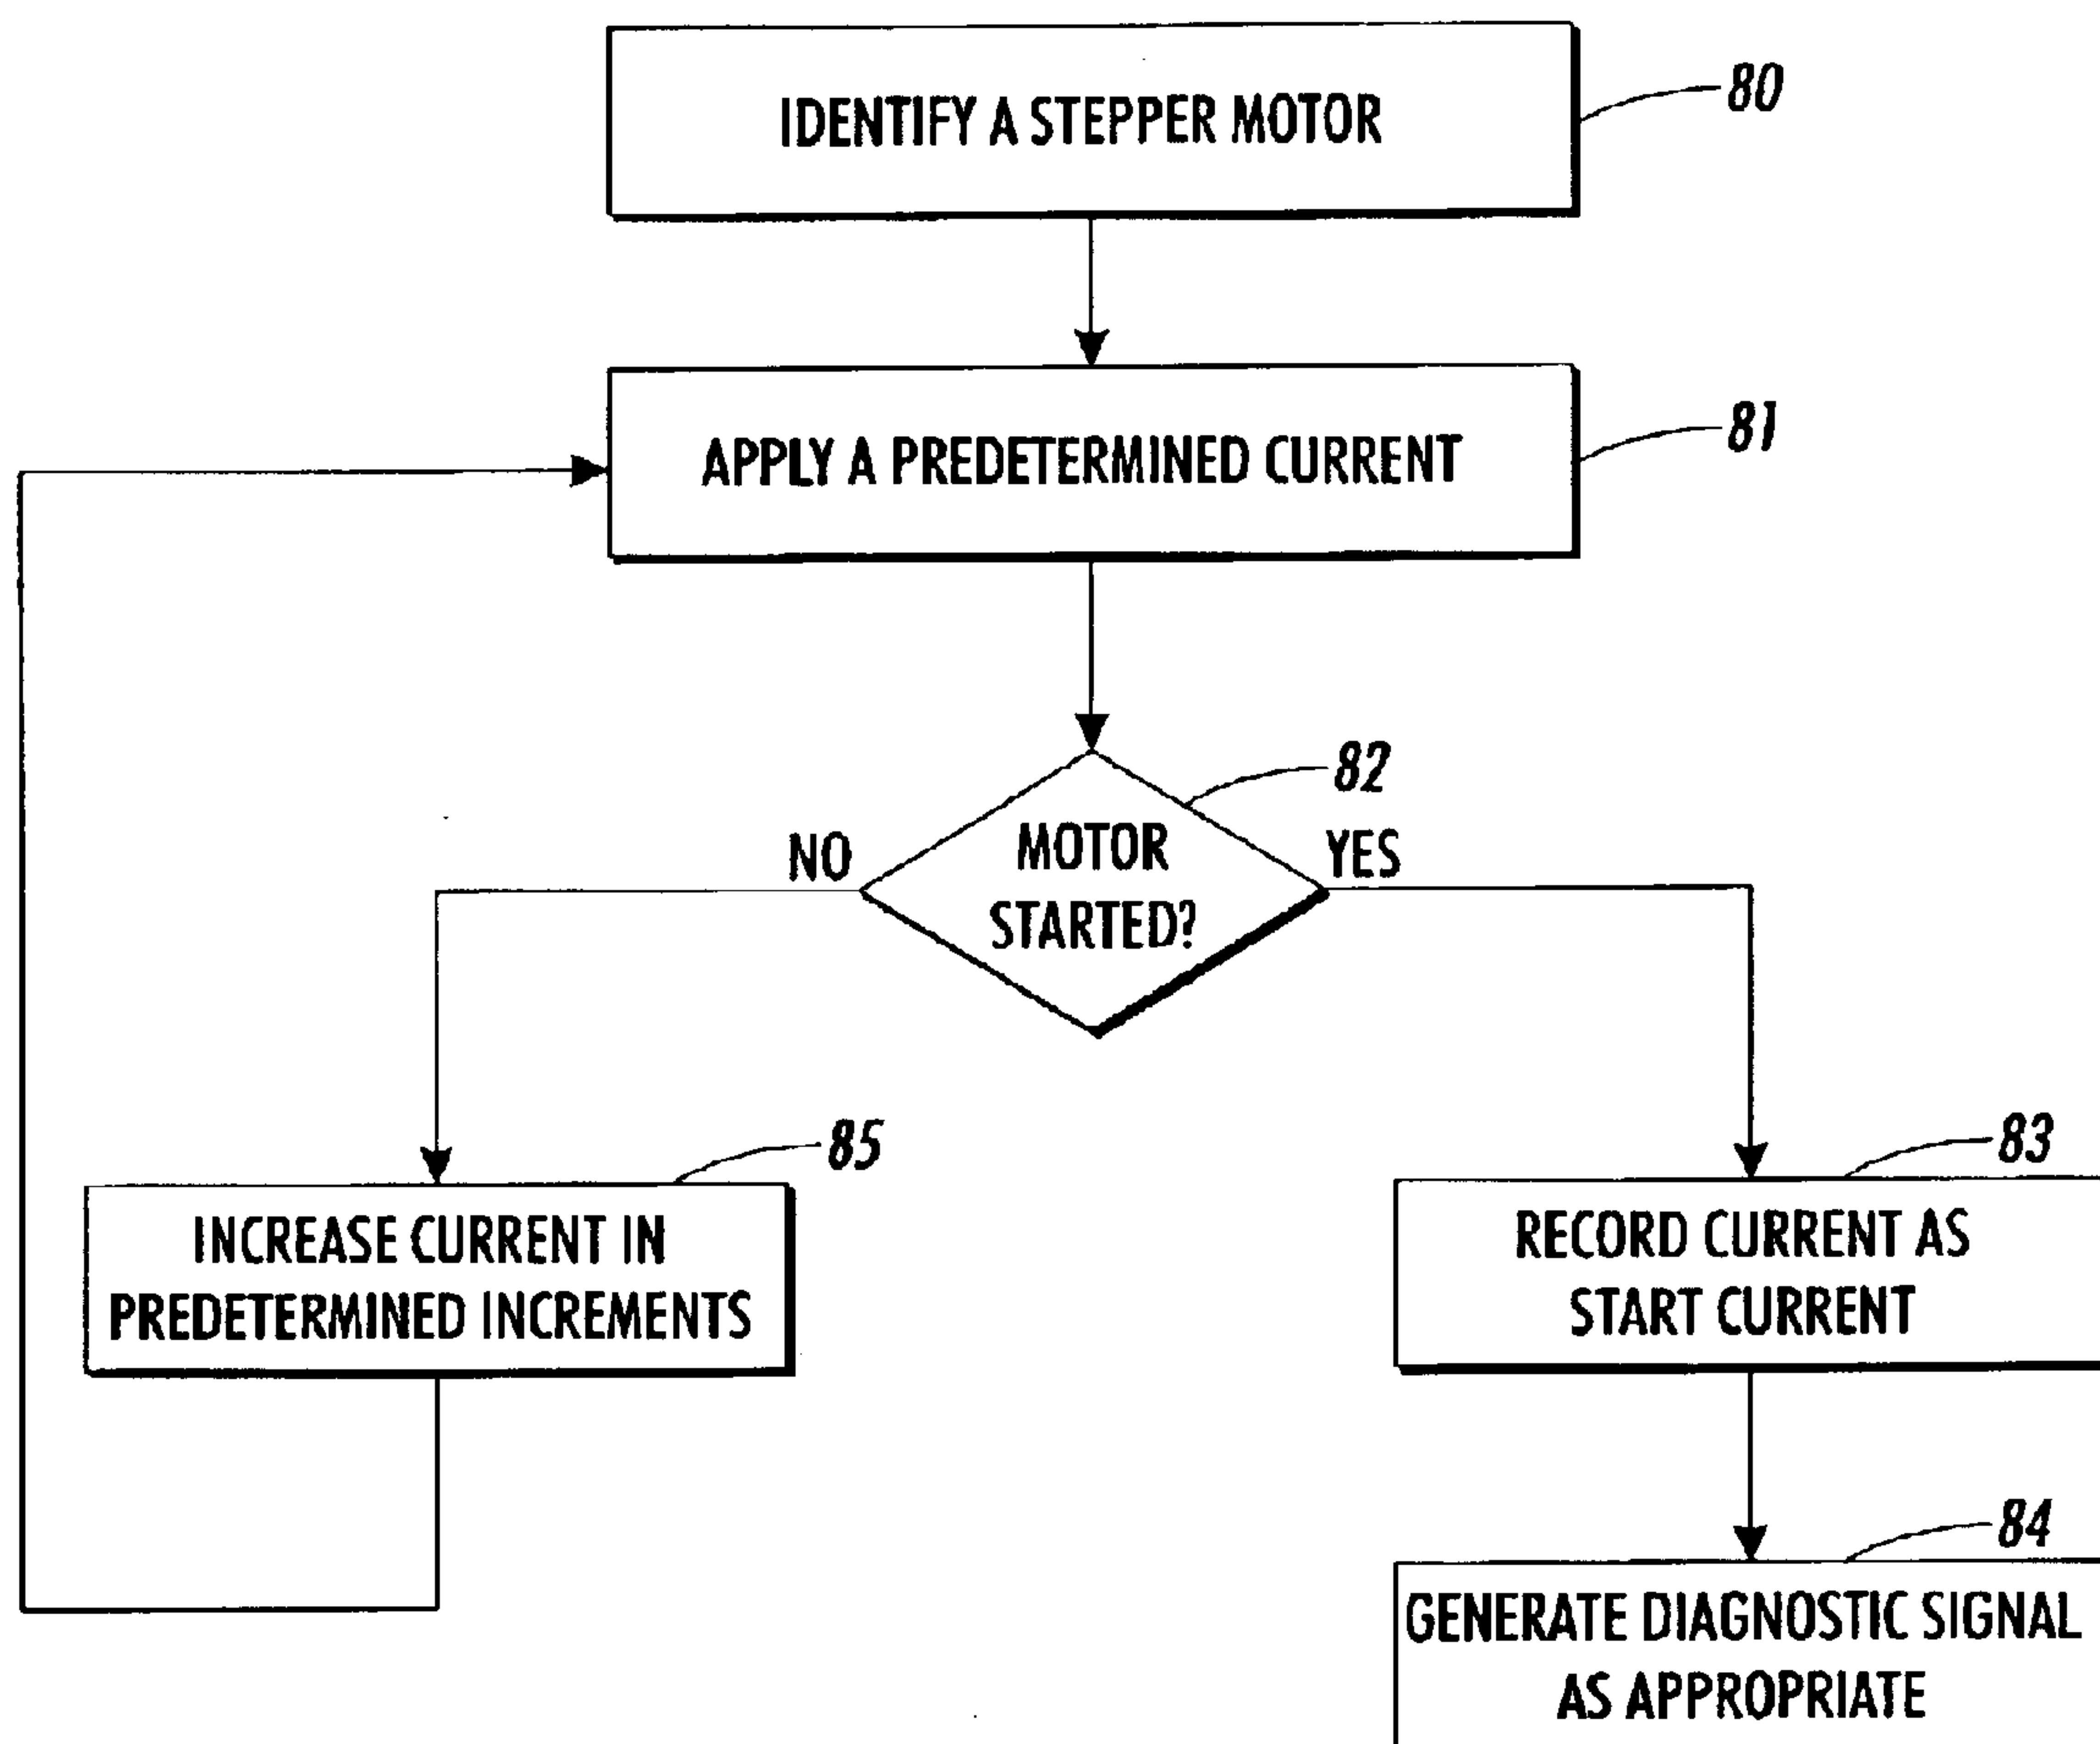 IDENTIFY A STEPPER MOTOR
80
APPLY A PREDETERMINED CURRENT
81
82
NO
MOTOR
STARTED?
YES
85
INCREASE CURRENT IN
PREDETERMINED INCREMENTS
83
RECORD CURRENT AS
START CURRENT
84
GENERATE DIAGNOSTIC SIGNAL
AS APPROPRIATE